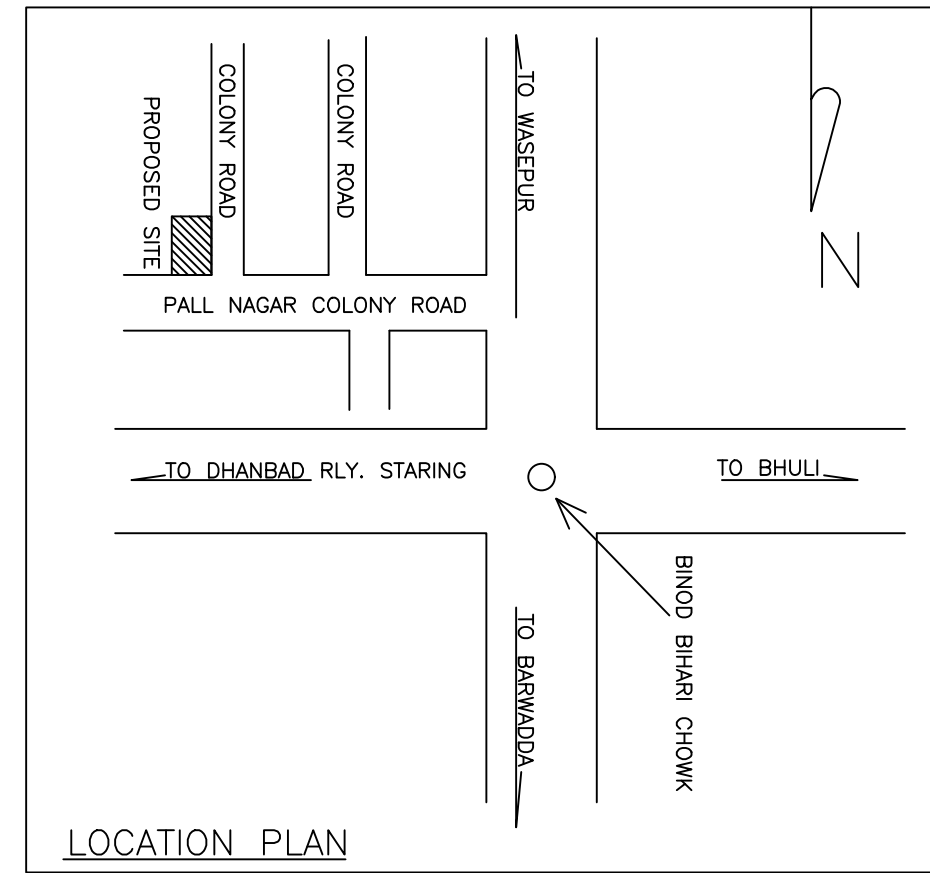 PROPOSED SITE
COLONY ROAD
COLONY ROAD
TO WASEPUR
N
PALL NAGAR COLONY ROAD
TO DHANBAD RLY. STARING
TO BHULI
BINOD BIHARI CHOWK
TO BARWADDA
LOCATION PLAN